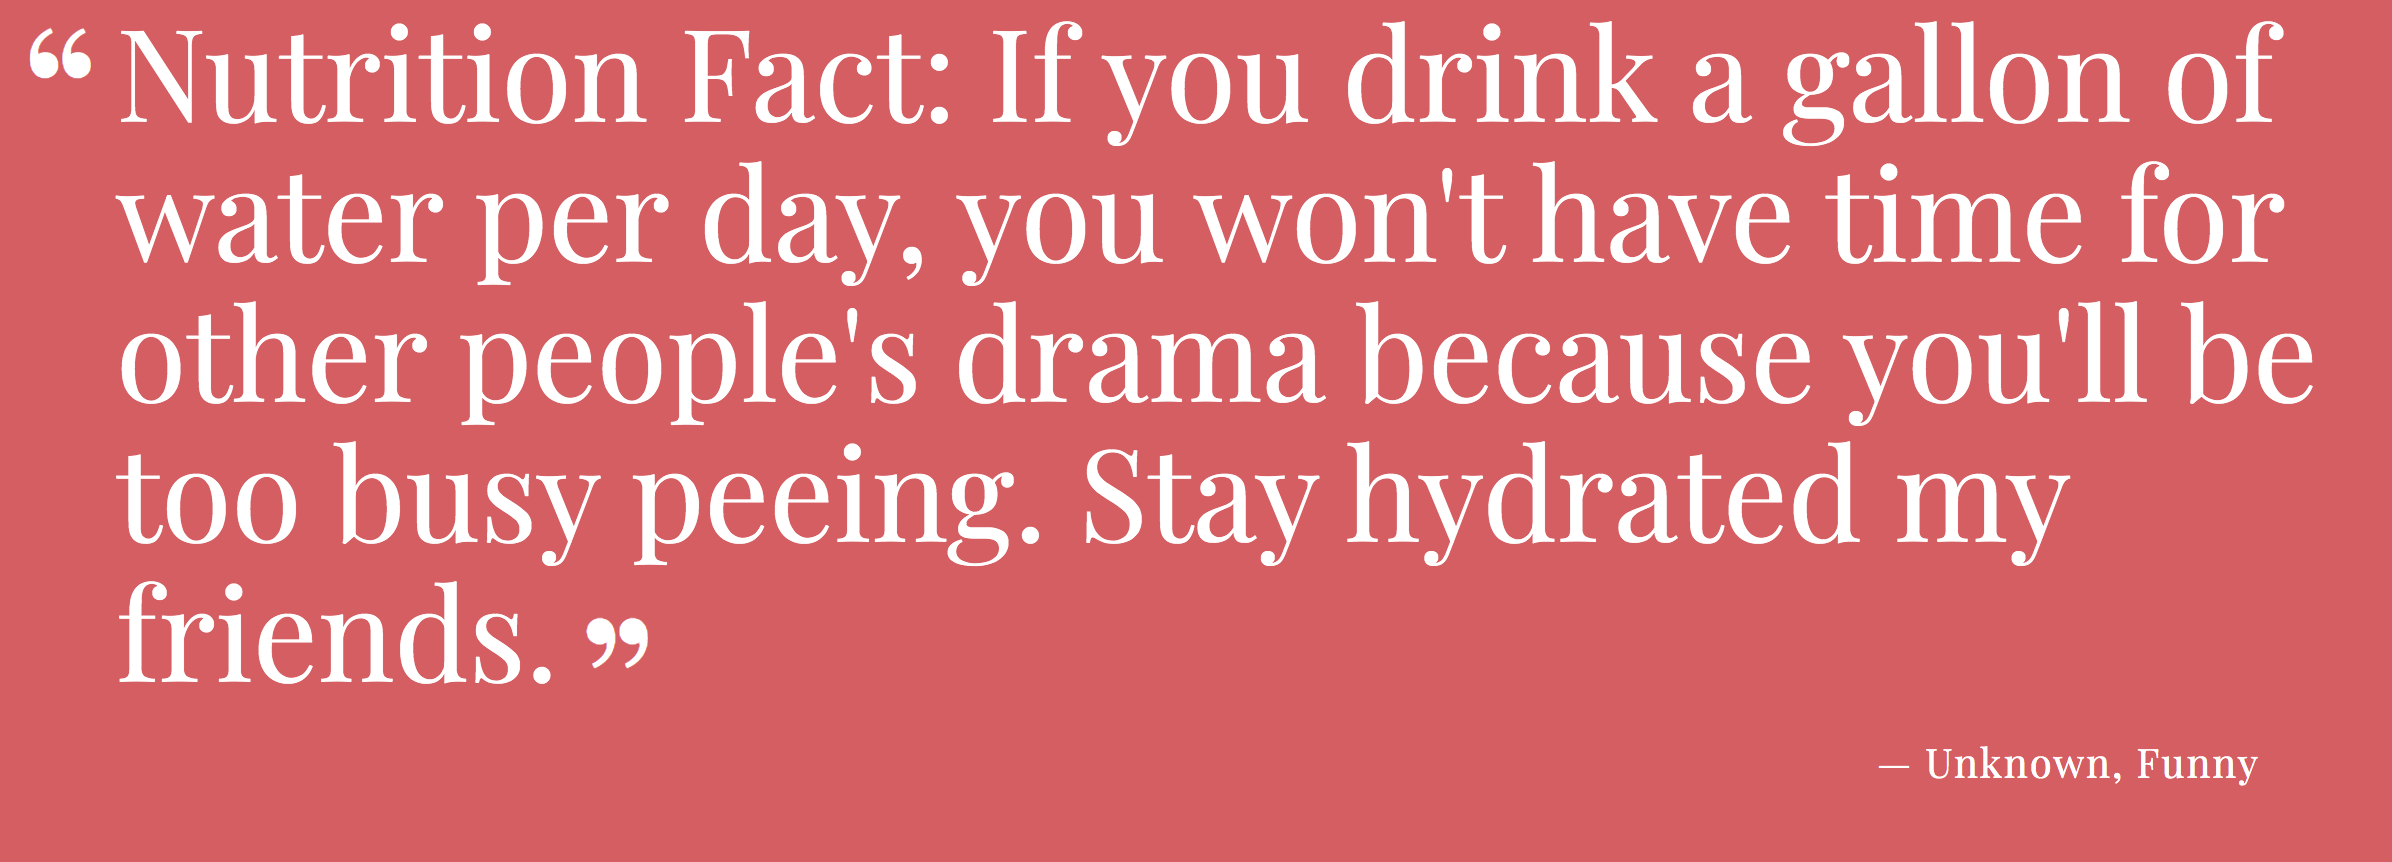 “ Nutrition Fact: If you drink a gallon of
water per day, you won't have time for
other people's drama because you'll be
too busy peeing. Stay hydrated my
friends. ”
— Unknown, Funny